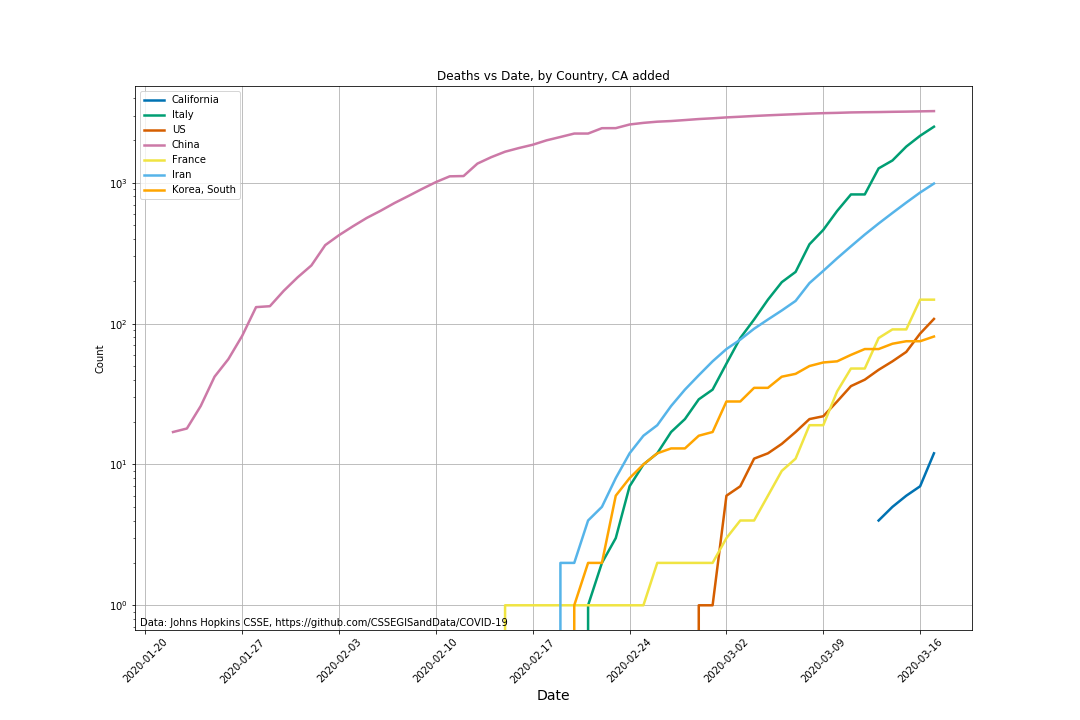 Deaths vs Date, by Country, CA added
California
Italy
US
China
France
Iran
Korea, South
Count
10³
10²
10¹
10⁰
Data: Johns Hopkins CSSE, https://github.com/CSSEGISandData/COVID-19
2020-01-20
2020-01-27
2020-02-03
2020-02-10
2020-02-17
2020-02-24
2020-03-02
2020-03-09
2020-03-16
Date